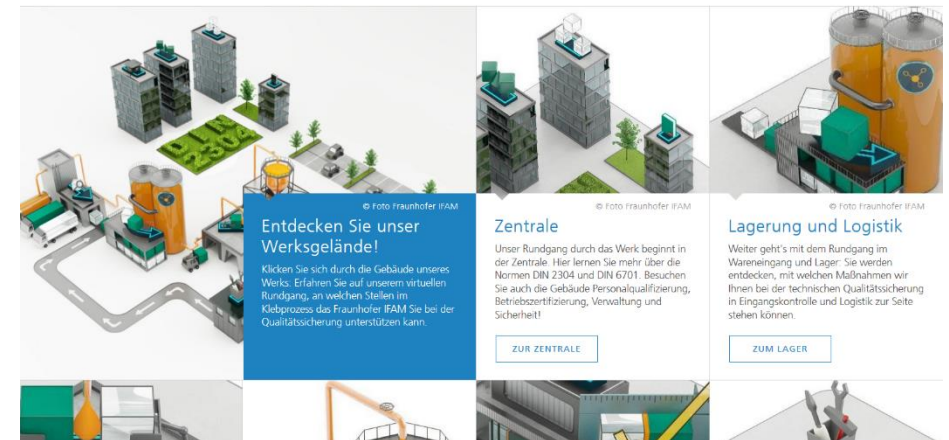 DIN
2304
© Foto Fraunhofer IFAM
Entdecken Sie unser
Werksgelände!
Klicken Sie sich durch die Gebäude unseres
Werks. Erfahren Sie auf unserem virtuellen
Rundgang, an welchen Stellen im
Klebprozess das Fraunhofer IFAM Sie bei der
Qualitätssicherung unterstützen kann.
© Foto Fraunhofer IFAM
Zentrale
Unser Rundgang durch das Werk beginnt in
der Zentrale. Hier lernen Sie mehr über die
Normen DIN 2304 und DIN 6701. Besuchen
Sie auch die Gebäude Personalqualifizierung,
Betriebszertifizierung, Verwaltung und
Sicherheit!
ZUR ZENTRALE
© Foto Fraunhofer IFAM
Lagerung und Logistik
Weiter geht's mit dem Rundgang im
Wareneingang und Lager: Sie werden
entdecken, mit welchen Maßnahmen wir
Ihnen bei der technischen Qualitätssicherung
in Eingangskontrolle und Logistik zur Seite
stehen können.
ZUM LAGER